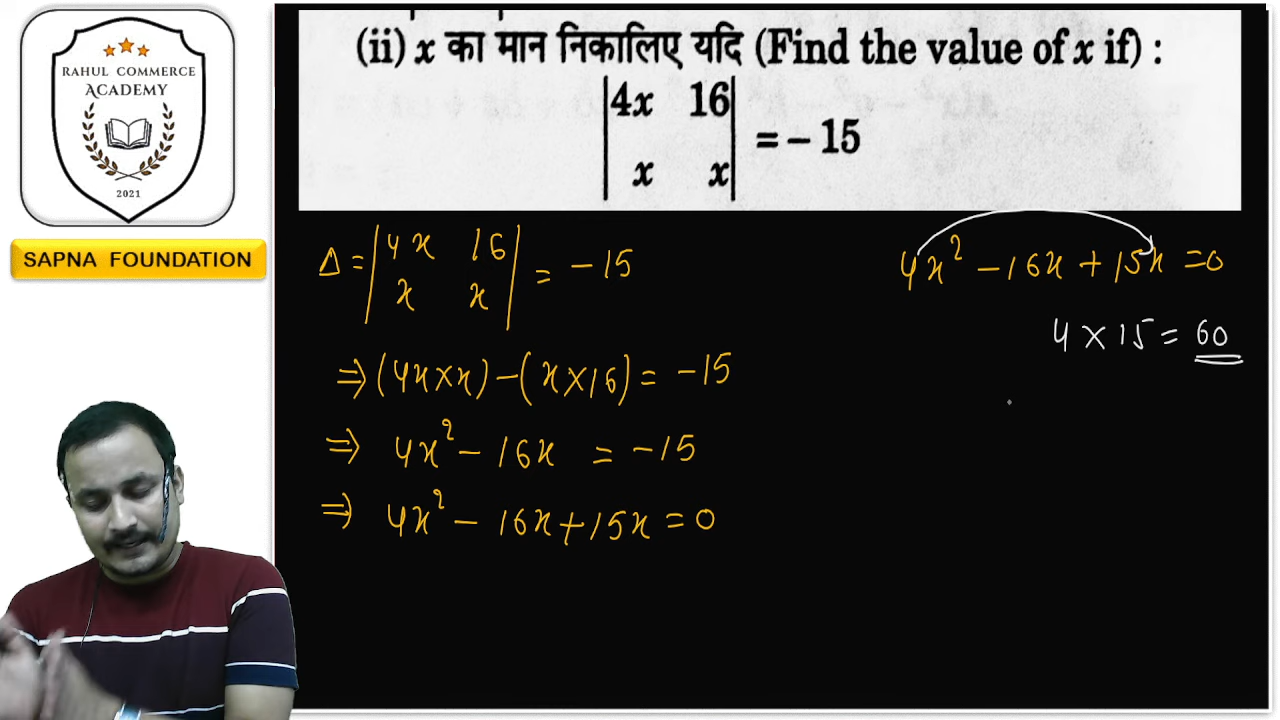 RAHUL COMMERCE
ACADEMY
2021
SAPNA FOUNDATION
(ii) x का मान निकालिए यदि (Find the value of x if) :
|4x 16|
|x x| = – 15
Δ = |4x 16|
|x x| = -15
⇒ (4x×x) - (x×16) = -15
⇒ 4x² - 16x = -15
⇒ 4x² - 16x + 15x = 0
4x² - 16x + 15x = 0
4 × 15 = 60